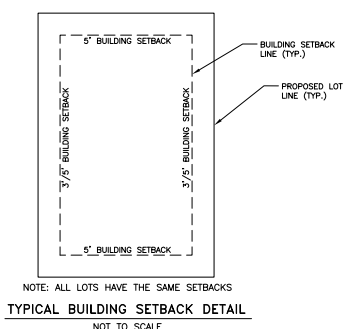 5' BUILDING SETBACK
BUILDING SETBACK
LINE (TYP.)
PROPOSED LOT
LINE (TYP.)
3'/5' BUILDING SETBACK
3'/5' BUILDING SETBACK
5' BUILDING SETBACK
NOTE: ALL LOTS HAVE THE SAME SETBACKS
TYPICAL BUILDING SETBACK DETAIL
NOT TO SCALE